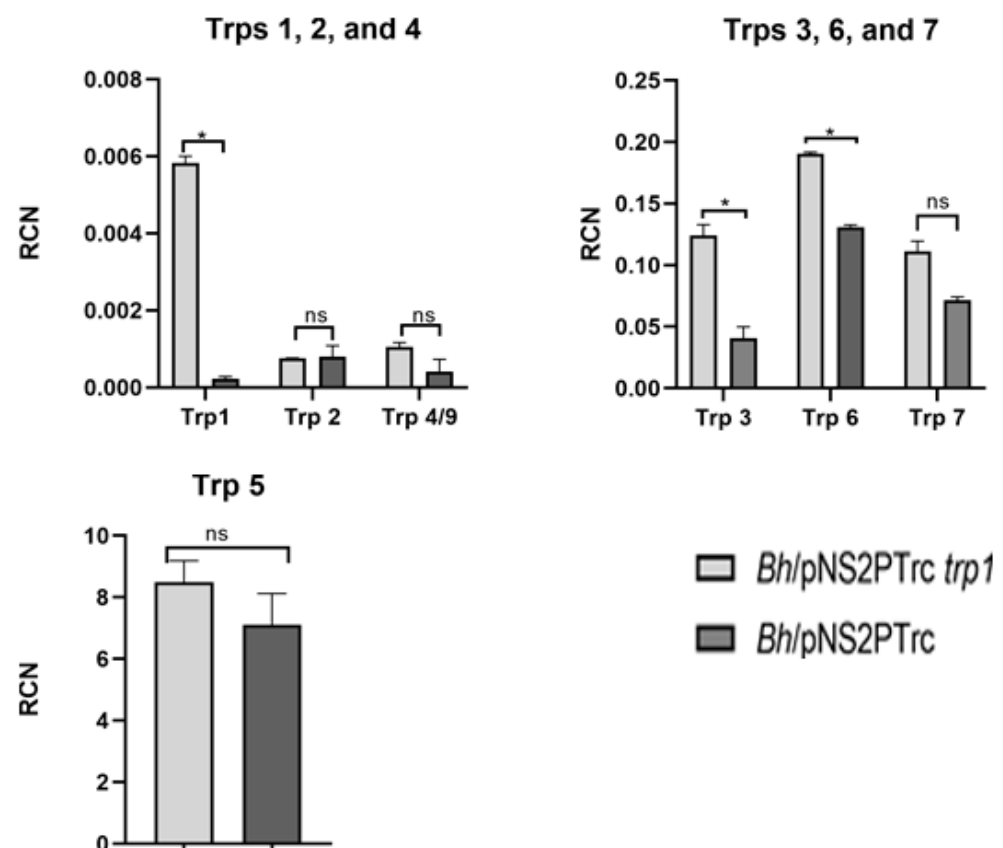 Trps 1, 2, and 4
0.008
0.006
0.004
0.002
0.000
RCN
*
ns
ns
Trp1 Trp 2 Trp 4/9
Trps 3, 6, and 7
0.25
0.20
0.15
0.10
0.05
0.00
RCN
*
*
ns
Trp 3 Trp 6 Trp 7
Trp 5
10
8
6
4
2
0
RCN
ns
Bh/pNS2PTrc trp1
Bh/pNS2PTrc